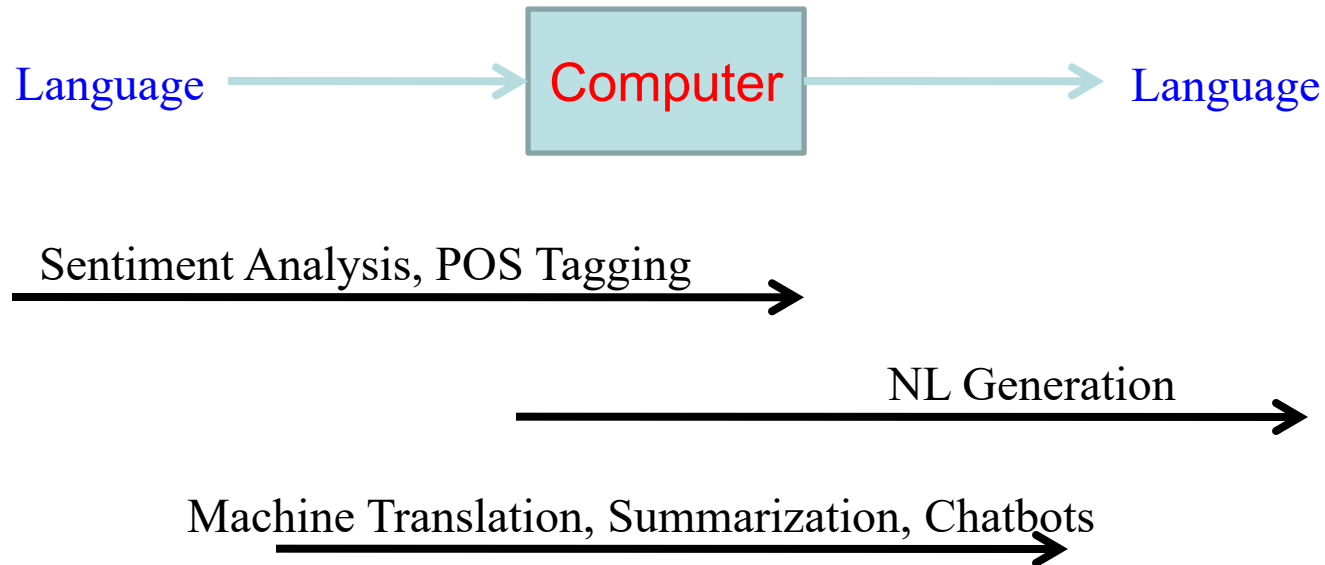 Language
Computer
Language
Sentiment Analysis, POS Tagging
NL Generation
Machine Translation, Summarization, Chatbots